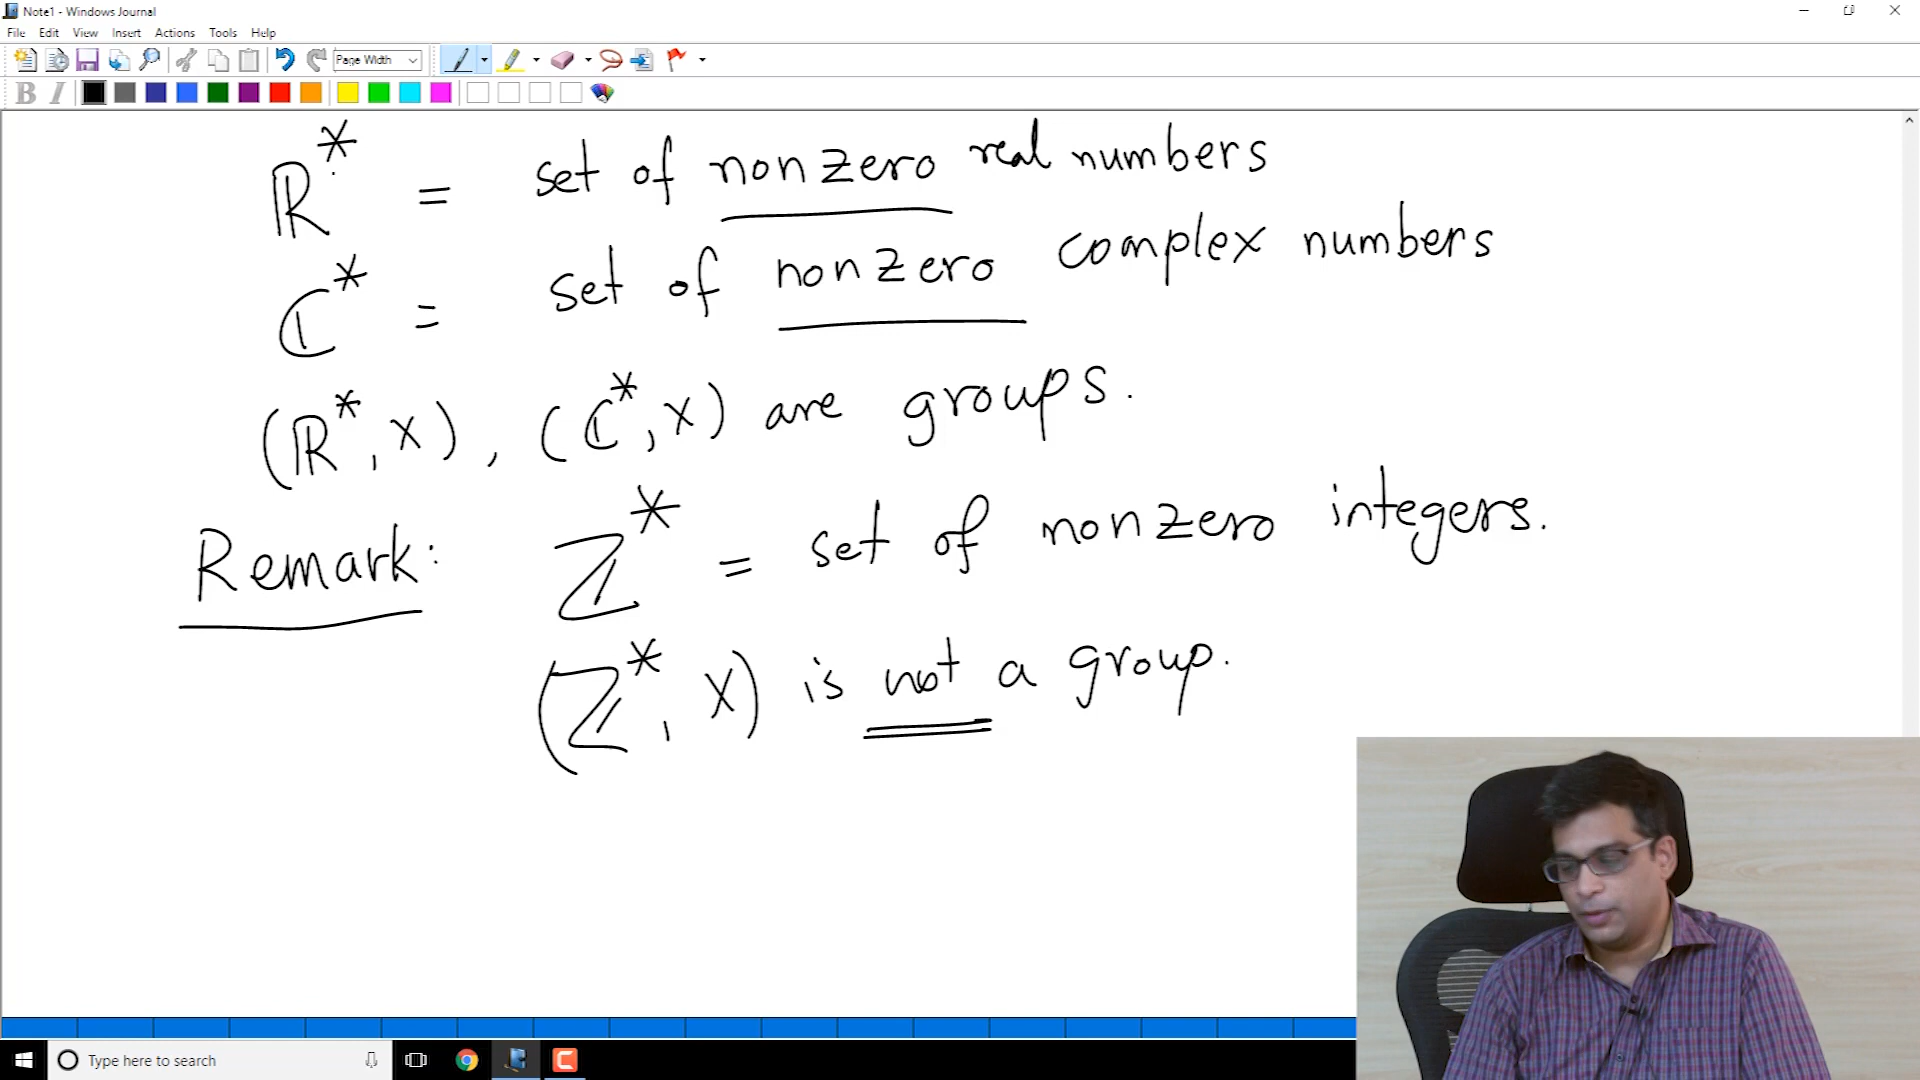 Note1 - Windows Journal
File Edit View Insert Actions Tools Help
Page Width
B I
ℝ* = set of nonzero real numbers
ℂ* = set of nonzero complex numbers
(ℝ*, x), (ℂ*, x) are groups.
Remark: ℤ* = set of nonzero integers.
(ℤ*, x) is not a group.
Type here to search